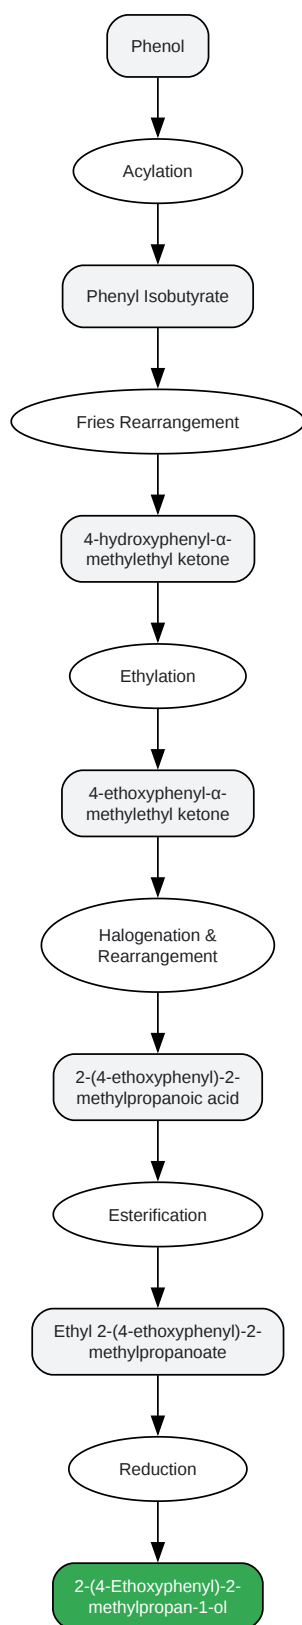 Phenol
Acylation
Phenyl Isobutyrate
Fries Rearrangement
4-hydroxyphenyl-α-
methylethyl ketone
Ethylation
4-ethoxyphenyl-α-
methylethyl ketone
Halogenation &
Rearrangement
2-(4-ethoxyphenyl)-2-
methylpropanoic acid
Esterification
Ethyl 2-(4-ethoxyphenyl)-2-
methylpropanoate
Reduction
2-(4-Ethoxyphenyl)-2-
methylpropan-1-ol